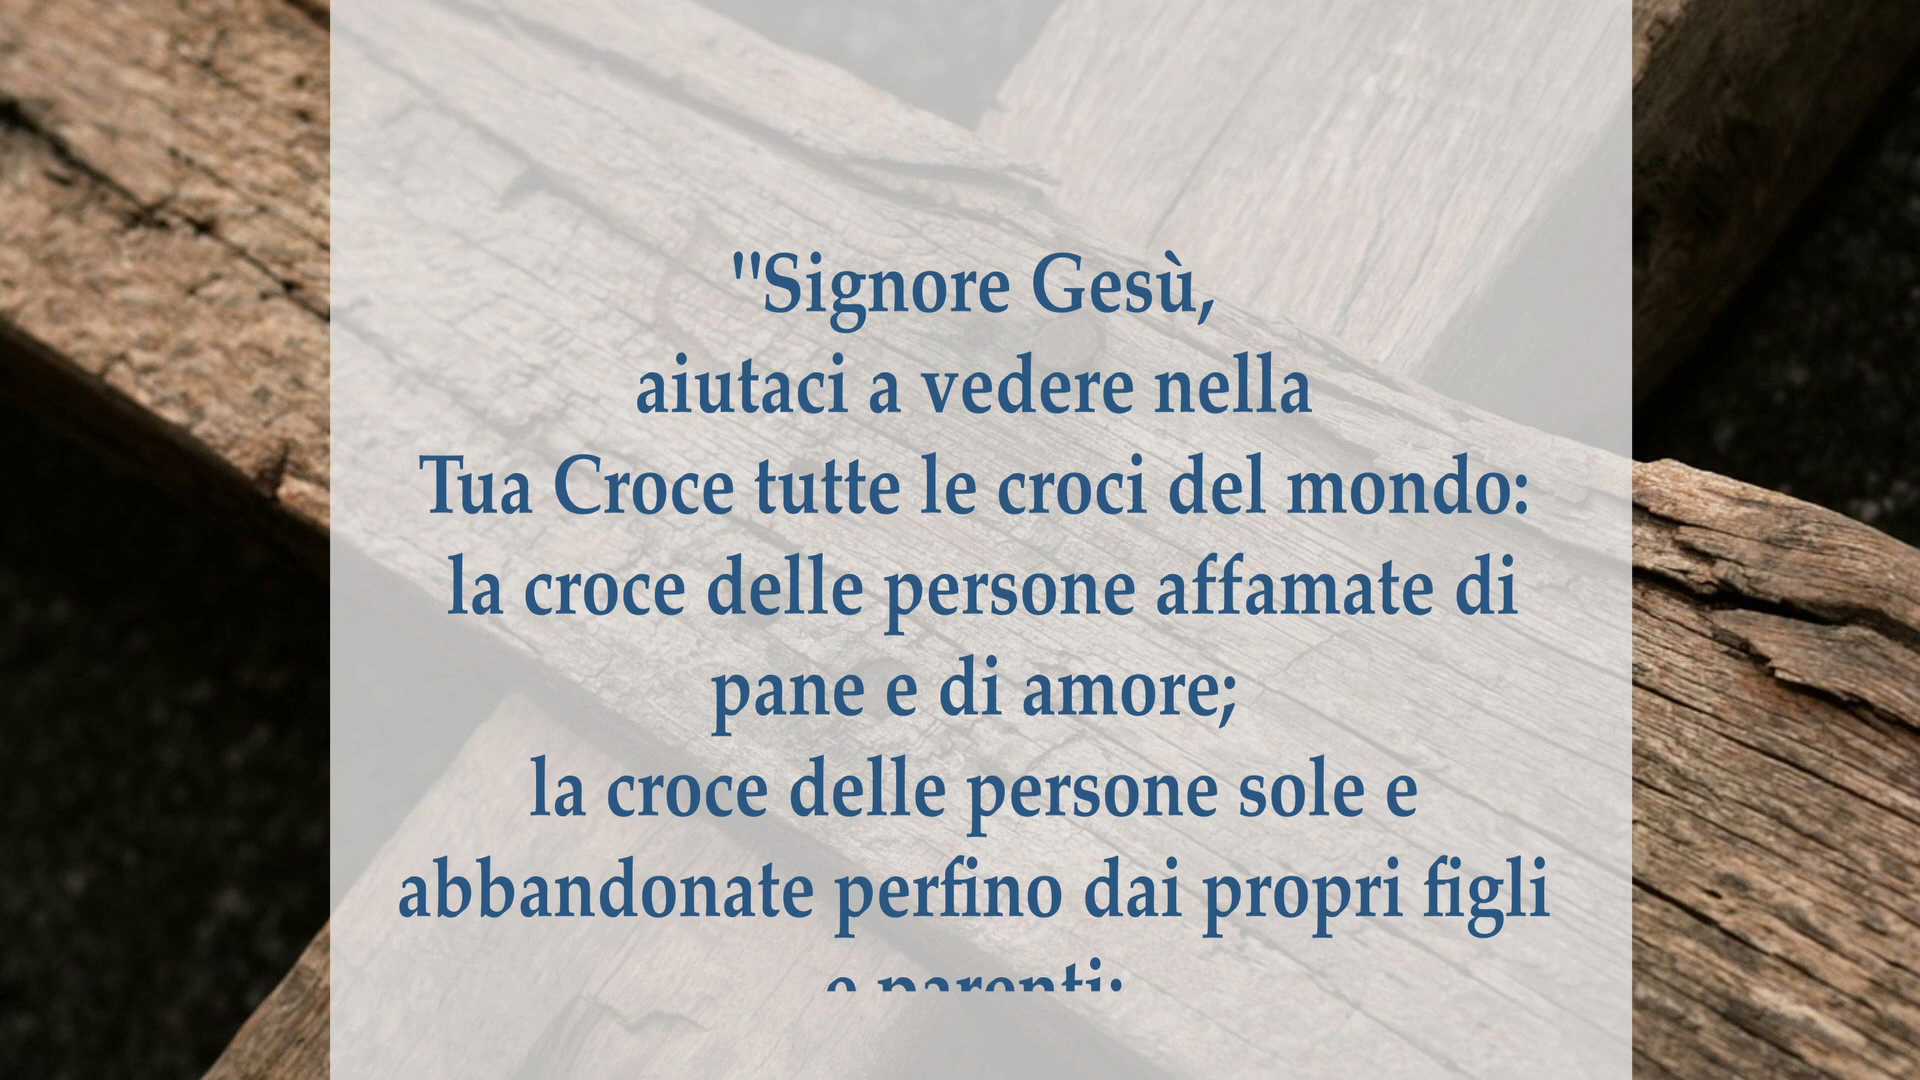 "Signore Gesù,
aiutaci a vedere nella
Tua Croce tutte le croci del mondo:
la croce delle persone affamate di
pane e di amore;
la croce delle persone sole e
abbandonate perfino dai propri figli
e parenti;